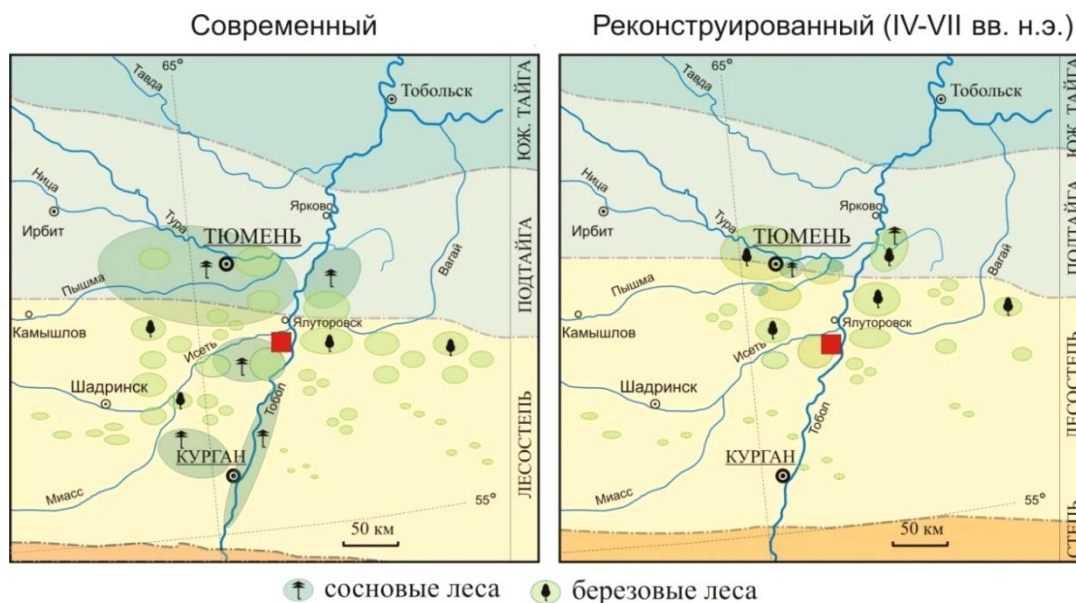 Современный
Реконструированный (IV-VII вв. н.э.)
65°
Тавда
Тобольск
ЮЖ. ТАЙГА
Ница
Ирбит
Тура
ТЮМЕНЬ
Ярково
Вагай
ПОДТАЙГА
Пышма
Камышлов
Ялуторовск
Исеть
Шадринск
Тобол
КУРГАН
Миасс
ЛЕСОСТЕПЬ
55°
50 км
65°
Тавда
Тобольск
ЮЖ. ТАЙГА
Ница
Ирбит
Тура
ТЮМЕНЬ
Ярково
Вагай
ПОДТАЙГА
Пышма
Камышлов
Ялуторовск
Исеть
Шадринск
Тобол
КУРГАН
Миасс
ЛЕСОСТЕПЬ
55°
50 км
СТЕПЬ
сосновые леса
березовые леса